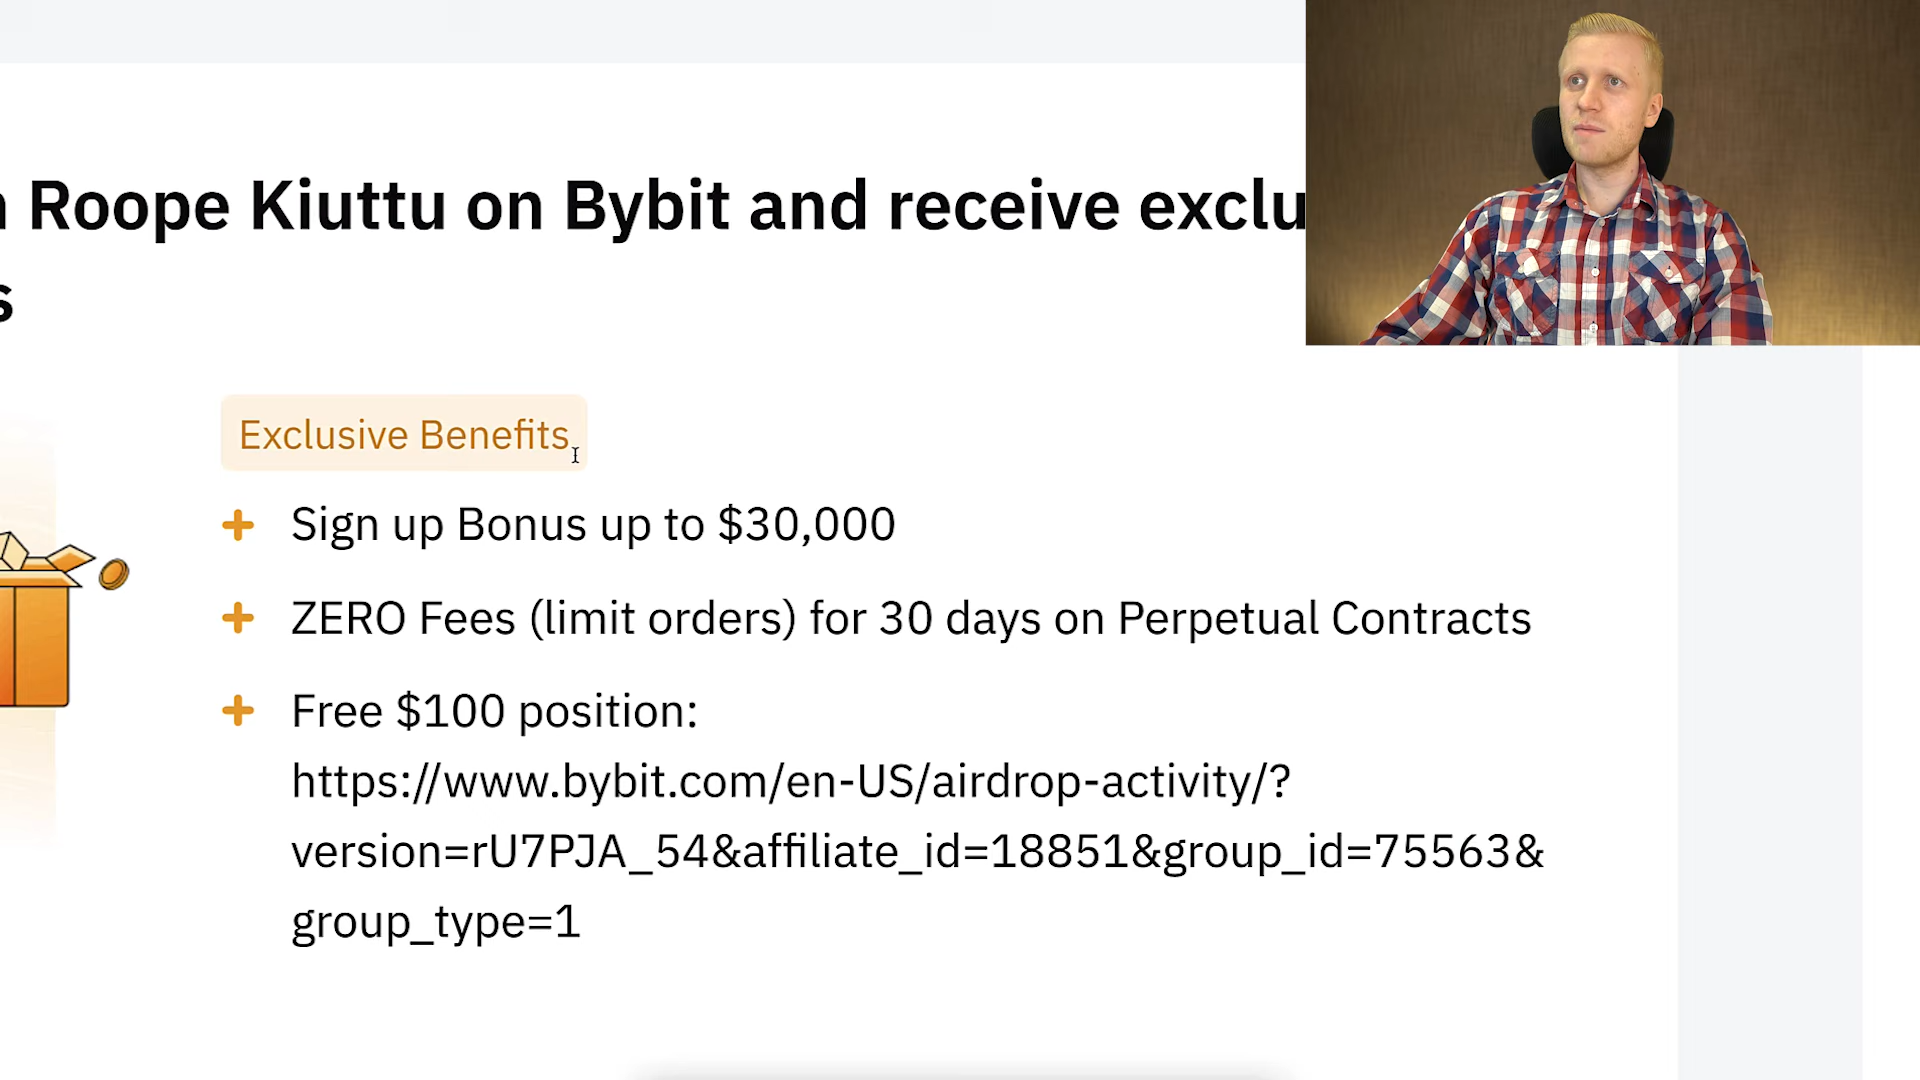 Roope Kiuttu on Bybit and receive exclu
s
Exclusive Benefits
Sign up Bonus up to $30,000
ZERO Fees (limit orders) for 30 days on Perpetual Contracts
Free $100 position:
https://www.bybit.com/en-US/airdrop-activity/?
version=rU7PJA_54&affiliate_id=18851&group_id=75563&
group_type=1